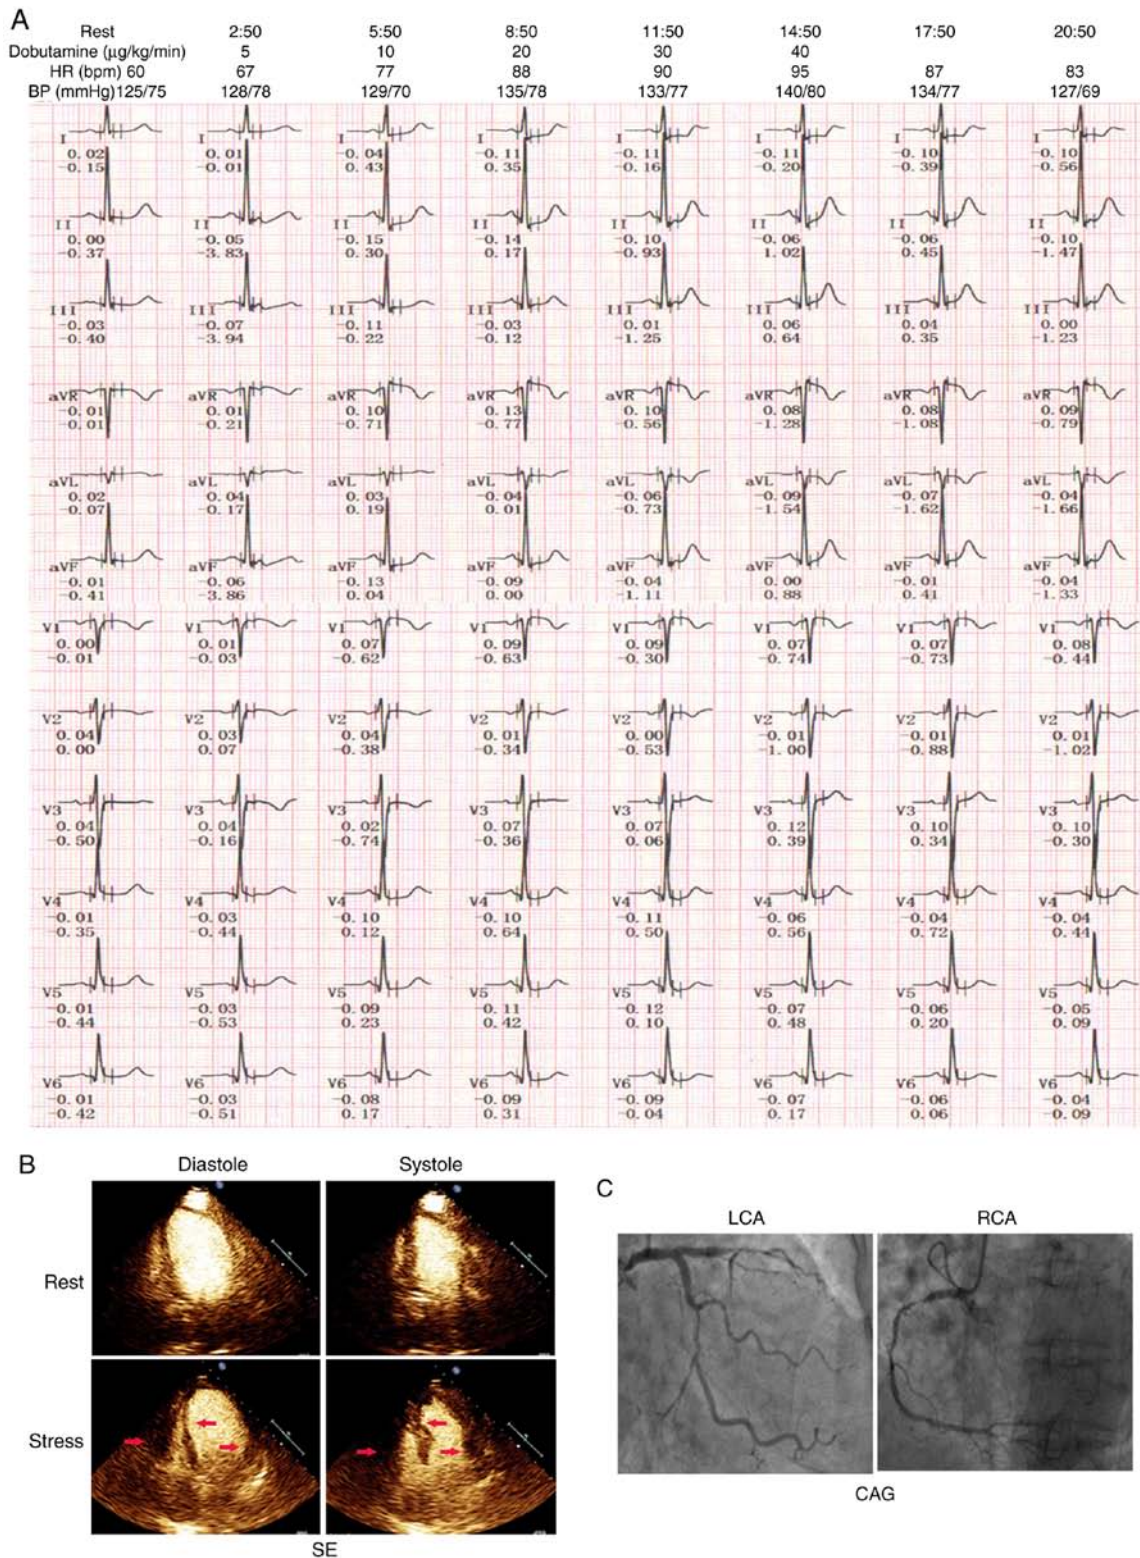 A
Rest 2:50 5:50 8:50 11:50 14:50 17:50 20:50
Dobutamine (μg/kg/min) 5 10 20 30 40
HR (bpm) 60 67 77 88 90 95 87 83
BP (mmHg) 125/75 128/78 129/70 135/78 133/77 140/80 134/77 127/69
I I I I I I I I
0.02 0.01 -0.04 -0.11 -0.11 -0.11 -0.10 -0.10
-0.15 -0.01 0.43 0.35 -0.16 -0.20 -0.39 -0.56
II II II II II II II II
0.00 -0.05 -0.15 -0.14 -0.10 -0.06 -0.06 -0.10
-0.37 -3.83 0.30 0.17 -0.93 1.02 0.45 -1.47
III III III III III III III III
-0.03 -0.07 -0.11 -0.03 0.01 0.06 0.04 0.00
-0.40 -3.94 -0.22 -0.12 -1.25 0.64 0.35 -1.23
aVR aVR aVR aVR aVR aVR aVR aVR
-0.01 0.01 0.10 0.13 0.10 0.08 0.08 0.09
-0.01 -0.21 -0.71 -0.77 -0.56 -1.28 -1.08 -0.79
aVL aVL aVL aVL aVL aVL aVL aVL
0.02 0.04 0.03 -0.04 -0.06 -0.09 -0.07 -0.04
-0.07 -0.17 0.19 0.01 -0.73 -1.54 -1.62 -1.66
aVF aVF aVF aVF aVF aVF aVF aVF
-0.01 -0.06 -0.13 -0.09 -0.04 0.00 -0.01 -0.04
-0.41 -3.86 0.04 0.00 -1.11 0.88 0.41 -1.33
V1 V1 V1 V1 V1 V1 V1 V1
0.00 0.01 0.07 0.09 0.09 0.07 0.07 0.08
-0.01 -0.03 -0.62 -0.63 -0.30 -0.74 -0.73 -0.44
V2 V2 V2 V2 V2 V2 V2 V2
0.04 0.03 0.04 0.01 0.00 -0.01 -0.01 0.01
0.00 0.07 -0.38 -0.34 -0.53 -1.00 -0.88 -1.02
V3 V3 V3 V3 V3 V3 V3 V3
0.04 0.04 0.02 0.07 0.07 0.12 0.10 0.10
-0.50 -0.16 -0.74 -0.36 0.06 0.39 0.34 -0.30
V4 V4 V4 V4 V4 V4 V4 V4
-0.01 -0.03 -0.10 -0.10 -0.11 -0.06 -0.04 -0.04
-0.35 -0.44 0.12 0.64 0.50 0.56 0.72 0.44
V5 V5 V5 V5 V5 V5 V5 V5
-0.01 -0.03 -0.09 -0.11 -0.12 -0.07 -0.06 -0.05
-0.44 -0.53 0.23 0.42 0.10 0.48 0.20 0.09
V6 V6 V6 V6 V6 V6 V6 V6
-0.01 -0.03 -0.08 -0.09 -0.09 -0.07 -0.06 -0.04
-0.42 -0.51 0.17 0.31 -0.04 0.17 0.06 -0.09
B
Diastole Systole
Rest
Stress
SE
C
LCA RCA
CAG